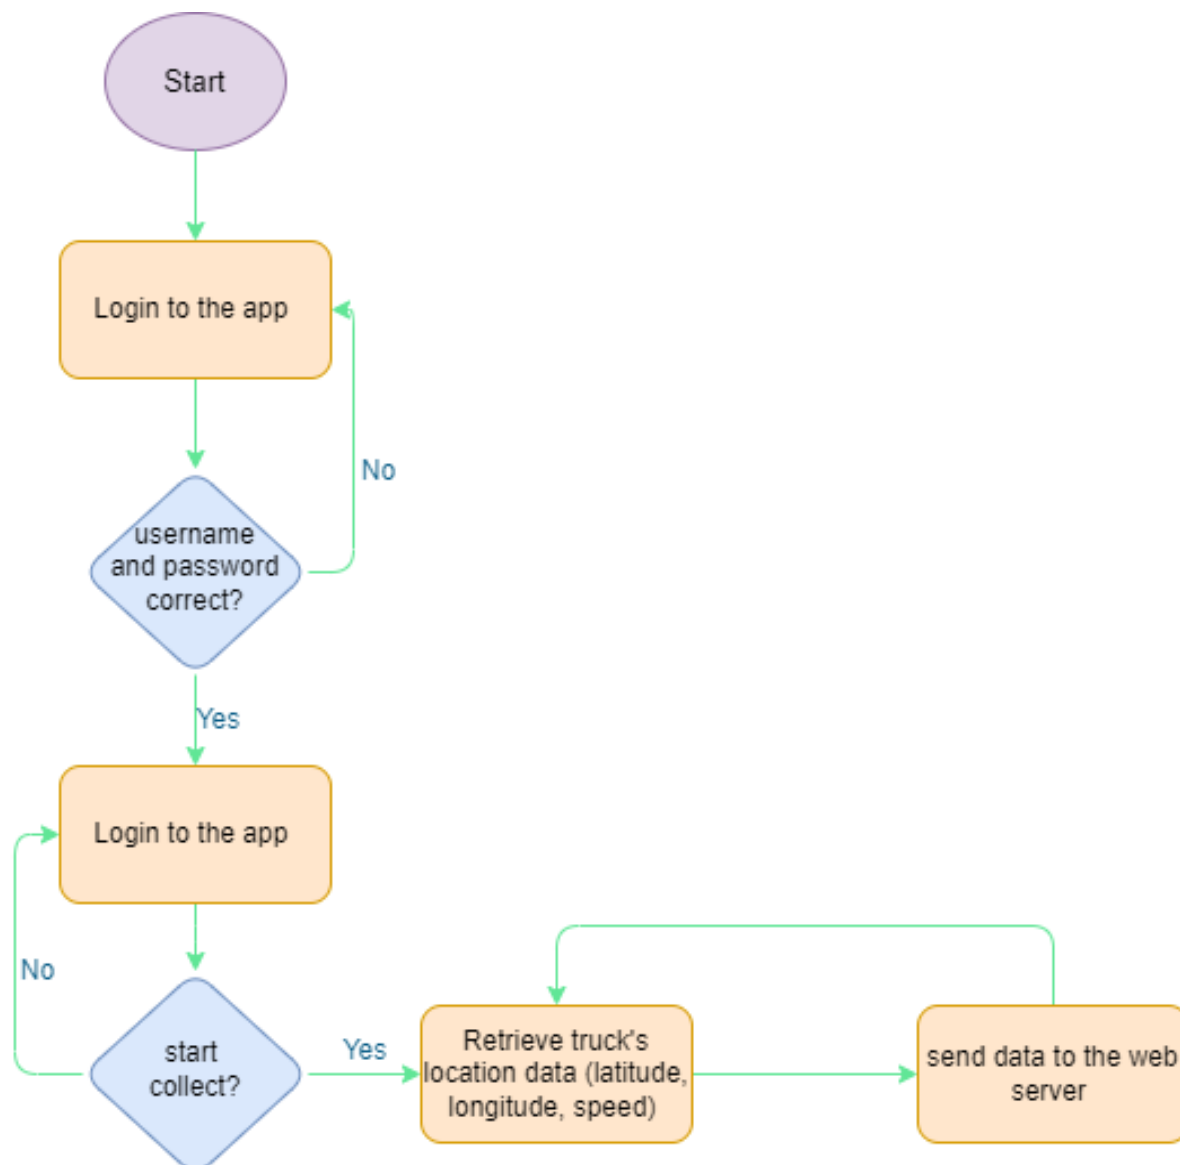 Start
Login to the app
No
username
and password
correct?
Yes
Login to the app
No
start
collect?
Yes
Retrieve truck's
location data (latitude,
longitude, speed)
send data to the web
server